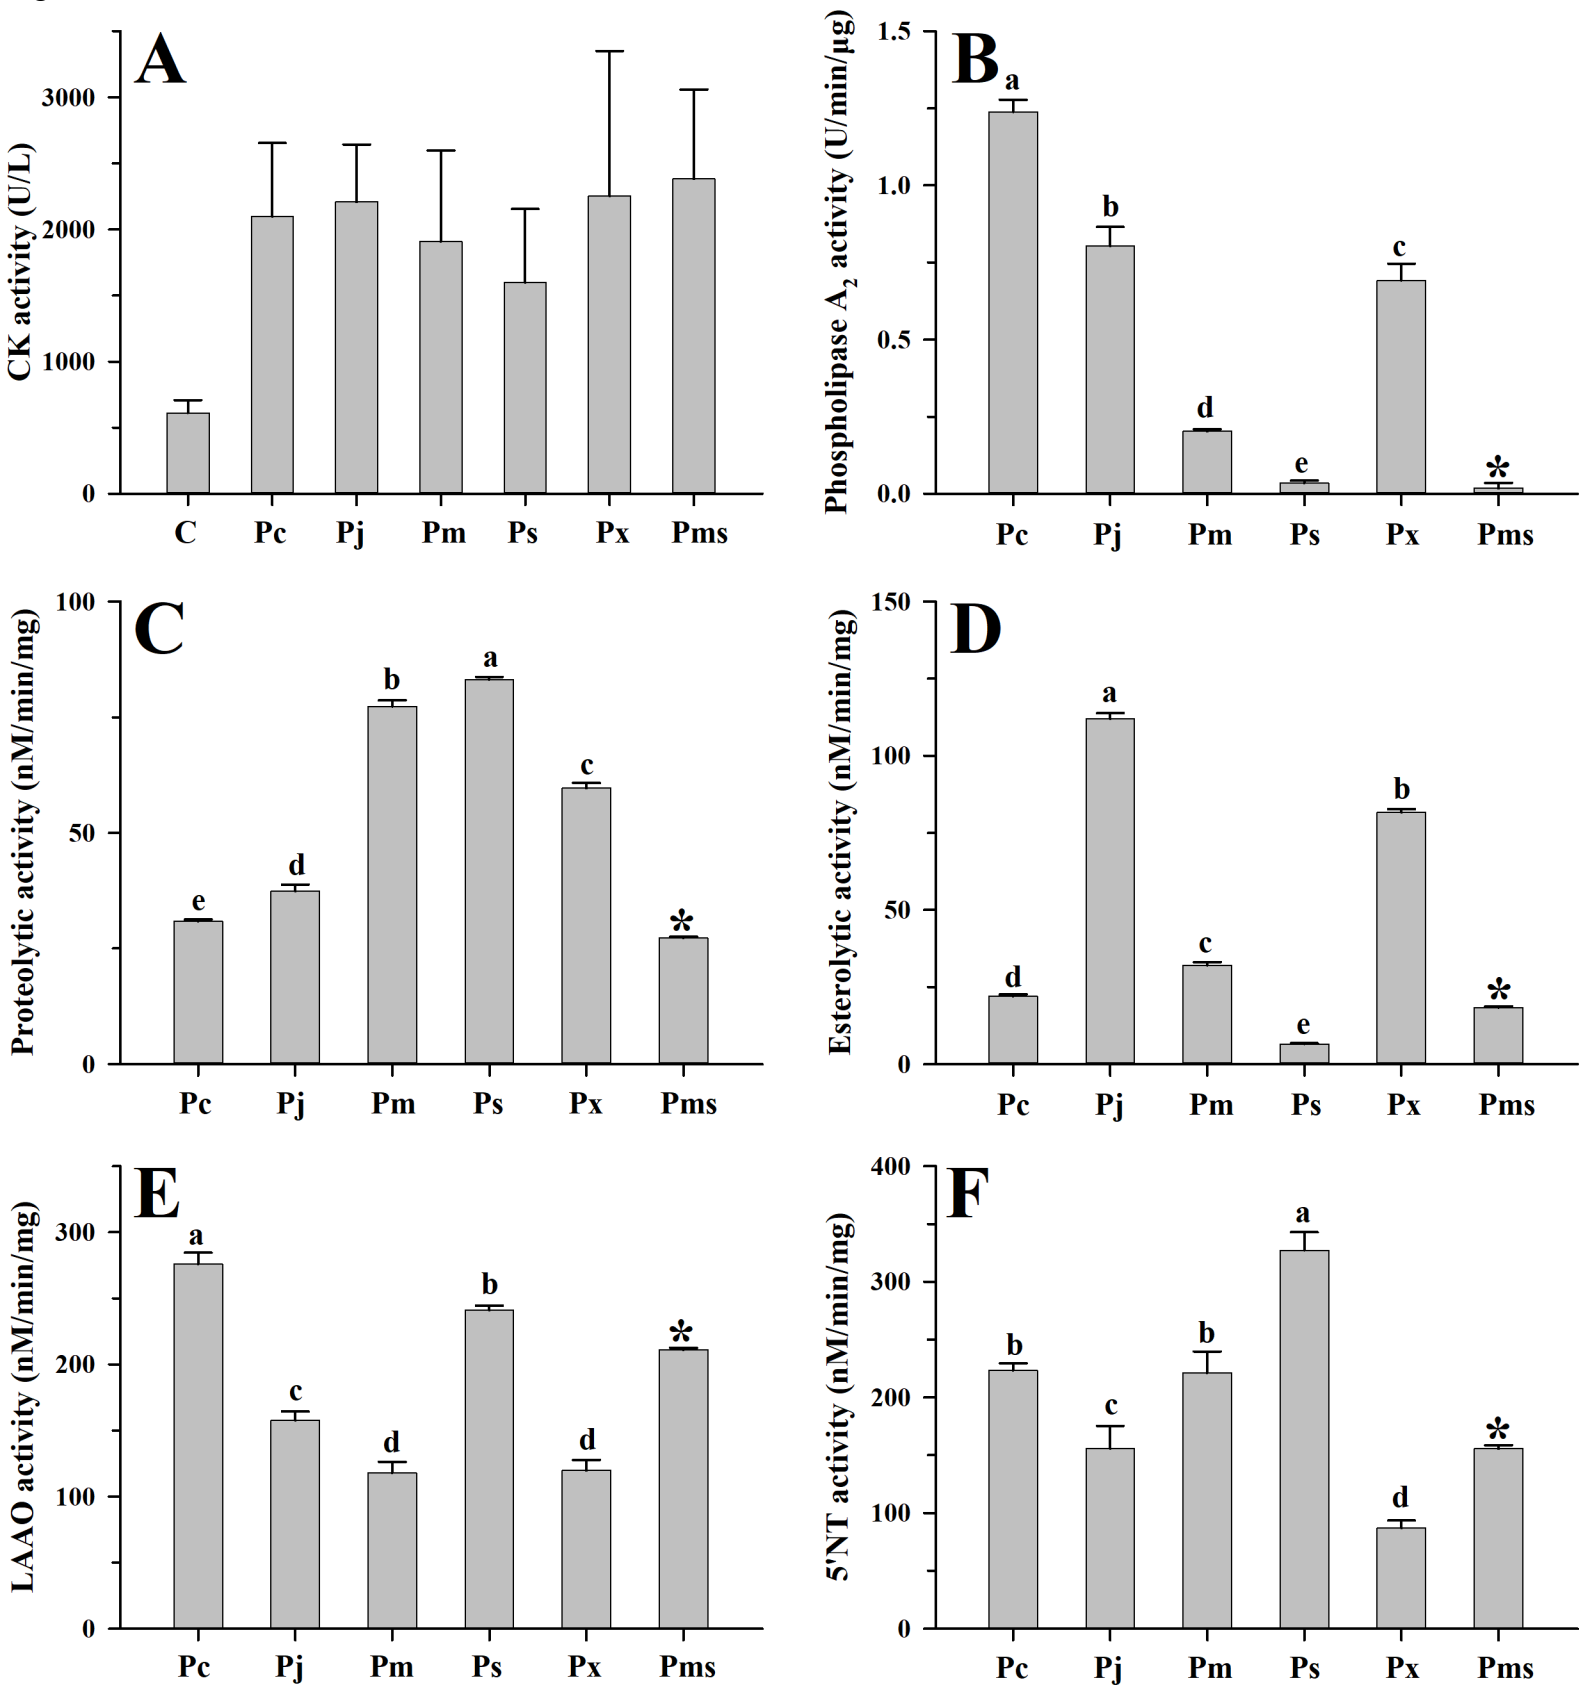 A
CK activity (U/L)
3000
2000
1000
0
C Pc Pj Pm Ps Px Pms
B
Phospholipase A2 activity (U/min/µg)
1.5
1.0
0.5
0.0
a
b
d
e
c
*
Pc Pj Pm Ps Px Pms
C
Proteolytic activity (nM/min/mg)
100
50
0
e
d
b
a
c
*
Pc Pj Pm Ps Px Pms
D
Esterolytic activity (nM/min/mg)
150
100
50
0
d
a
c
e
b
*
Pc Pj Pm Ps Px Pms
E
LAAO activity (nM/min/mg)
300
200
100
0
a
c
d
b
d
*
Pc Pj Pm Ps Px Pms
F
5'NT activity (nM/min/mg)
400
300
200
100
0
b
c
b
a
d
*
Pc Pj Pm Ps Px Pms